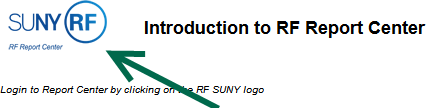 SUNY RF
RF Report Center
Introduction to RF Report Center
Login to Report Center by clicking on the RF SUNY logo